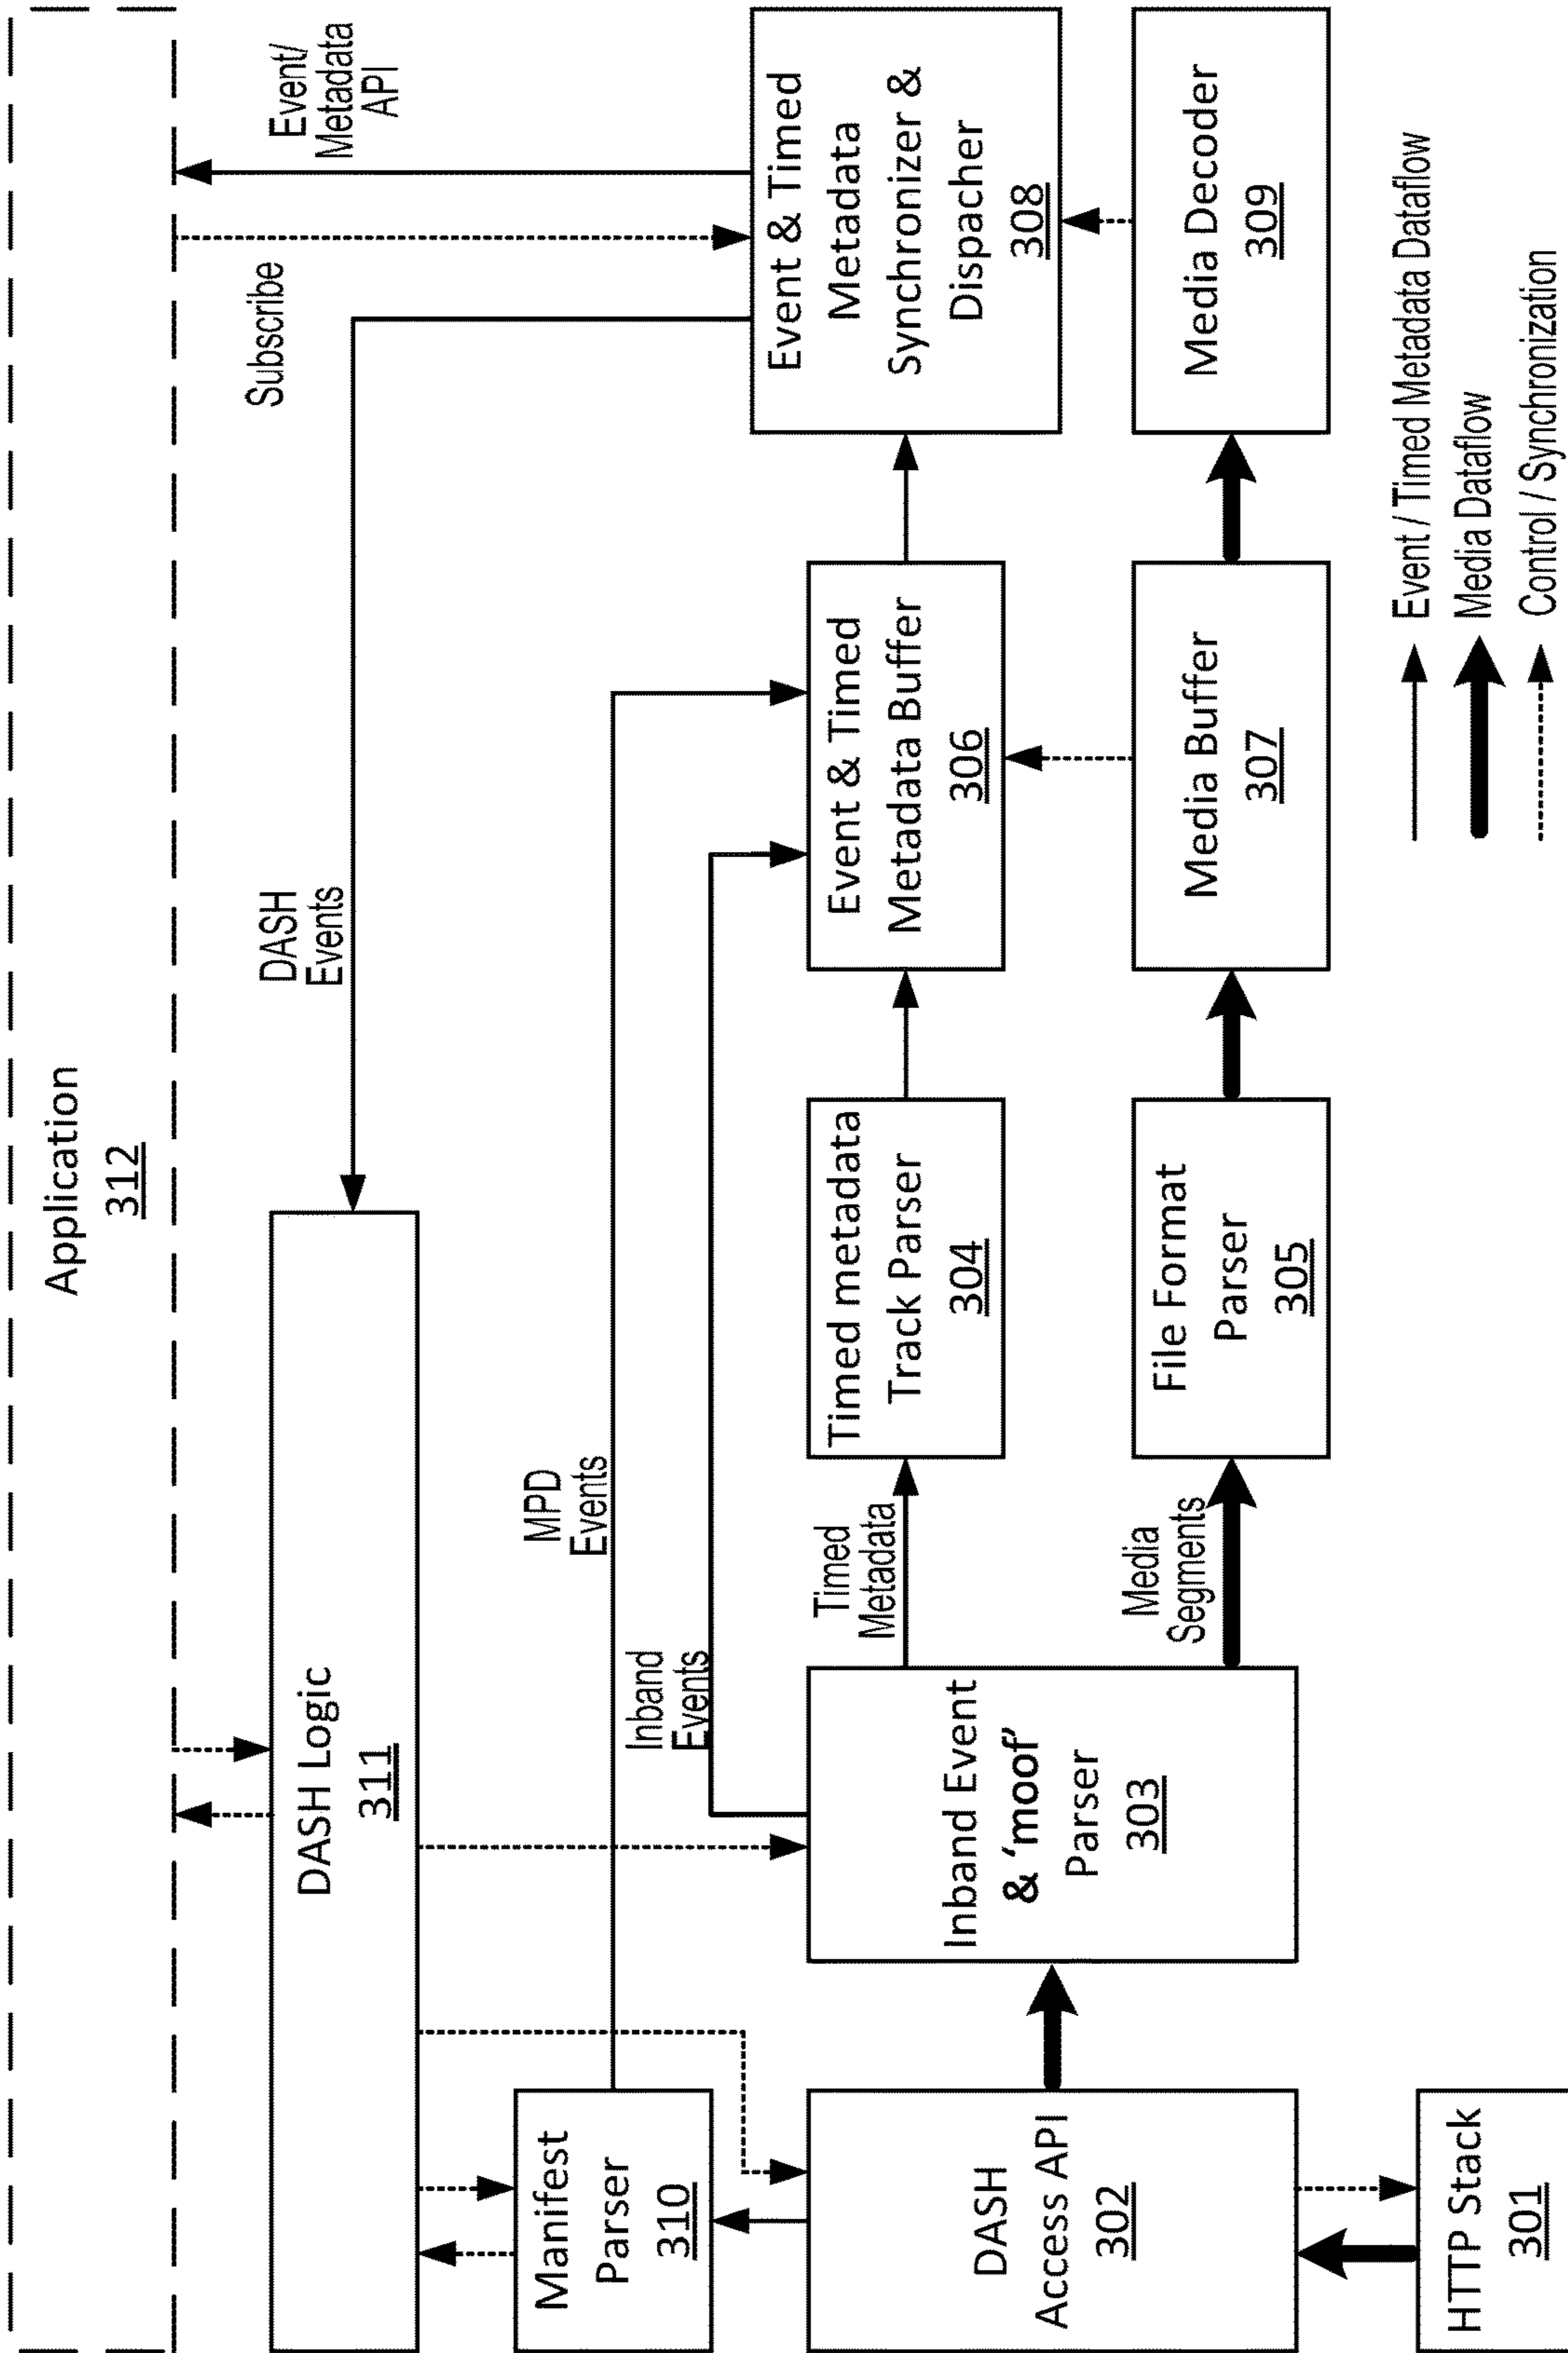 Application
312
Event/
Metadata
API
Subscribe
DASH
Events
DASH Logic
311
MPD
Events
Inband
Events
Manifest
Parser
310
Timed
Metadata
Timed metadata
Track Parser
304
Event & Timed
Metadata Buffer
306
Event & Timed
Metadata
Synchronizer &
Dispacher
308
DASH
Access API
302
Inband Event
& ‘moof’
Parser
303
Media
Segments
File Format
Parser
305
Media Buffer
307
Media Decoder
309
HTTP Stack
301
Event / Timed Metadata Dataflow
Media Dataflow
Control / Synchronization